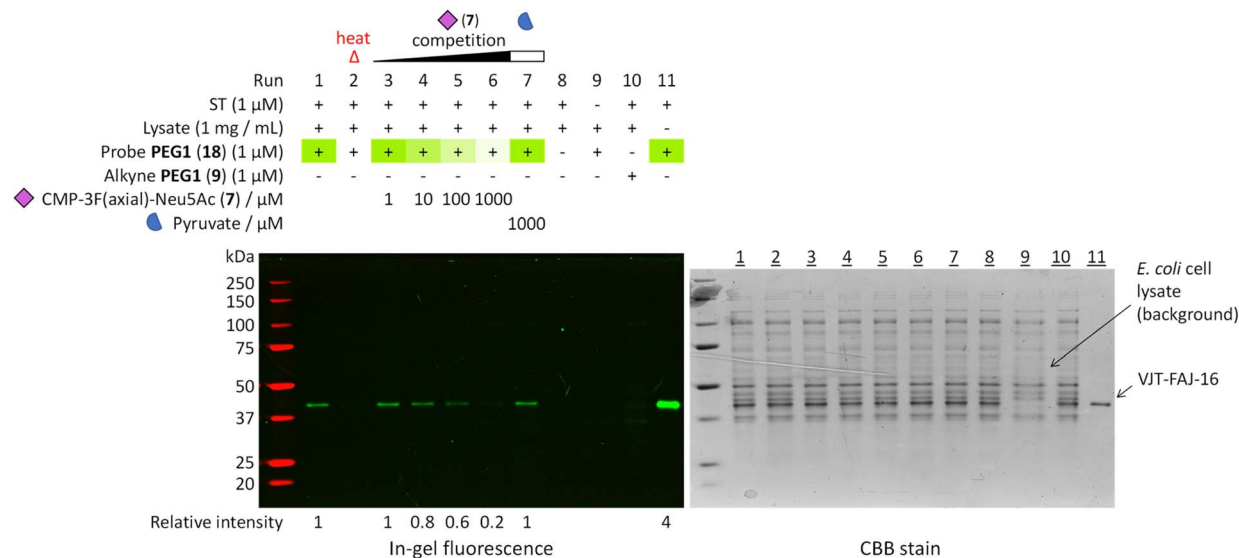 (7)
heat competition
Δ
Run 1 2 3 4 5 6 7 8 9 10 11
ST (1 μM) + + + + + + + + - + +
Lysate (1 mg / mL) + + + + + + + + + + -
Probe PEG1 (18) (1 μM) + + + + + + + - + - +
Alkyne PEG1 (9) (1 μM) - - - - - - - - - + -
CMP-3F(axial)-Neu5Ac (7) / μM 1 10 100 1000
Pyruvate / μM 1000
kDa 1 2 3 4 5 6 7 8 9 10 11
250
150
100
75
50
37
25
20
E. coli cell
lysate
(background)
VJT-FAJ-16
Relative intensity 1 1 0.8 0.6 0.2 1 4
In-gel fluorescence CBB stain